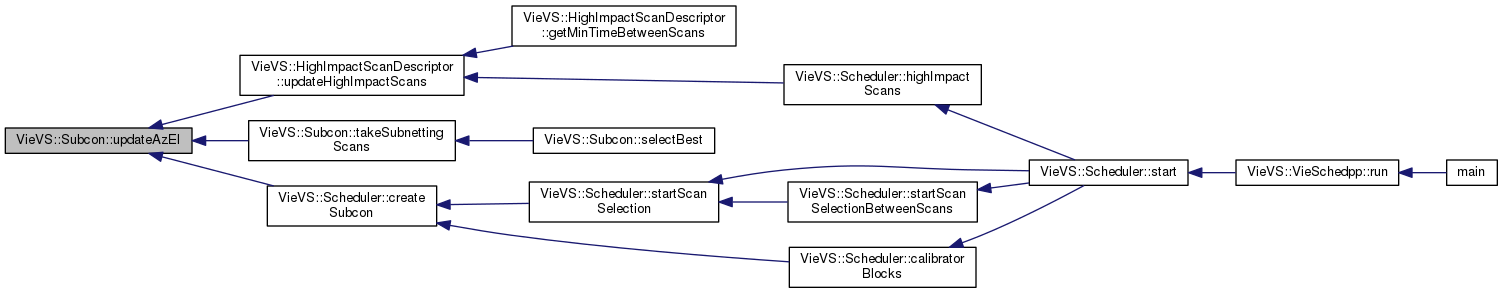 VieVS::HighImpactScanDescriptor
::getMinTimeBetweenScans
VieVS::HighImpactScanDescriptor
::updateHighImpactScans
VieVS::Scheduler::highImpact
Scans
VieVS::Subcon::updateAzEl
VieVS::Subcon::takeSubnetting
Scans
VieVS::Subcon::selectBest
VieVS::Scheduler::start
VieVS::VieSchedpp::run
main
VieVS::Scheduler::create
Subcon
VieVS::Scheduler::startScan
Selection
VieVS::Scheduler::startScan
SelectionBetweenScans
VieVS::Scheduler::calibrator
Blocks